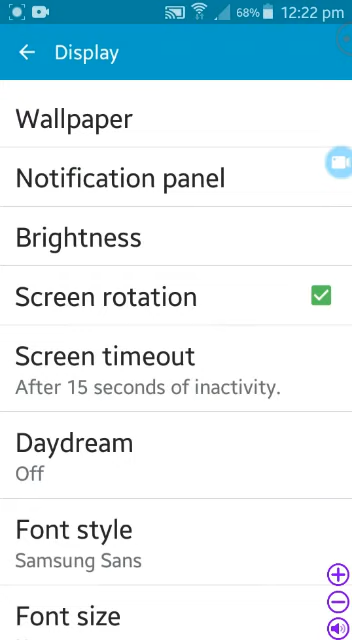 68% 12:22 pm
Display
Wallpaper
Notification panel
Brightness
Screen rotation
Screen timeout
After 15 seconds of inactivity.
Daydream
Off
Font style
Samsung Sans
Font size